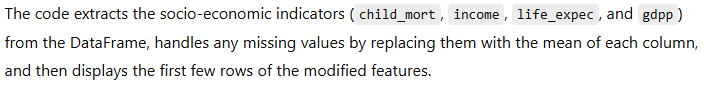 The code extracts the socio-economic indicators ( child_mort , income , life_expec , and gdpp )
from the DataFrame, handles any missing values by replacing them with the mean of each column,
and then displays the first few rows of the modified features.